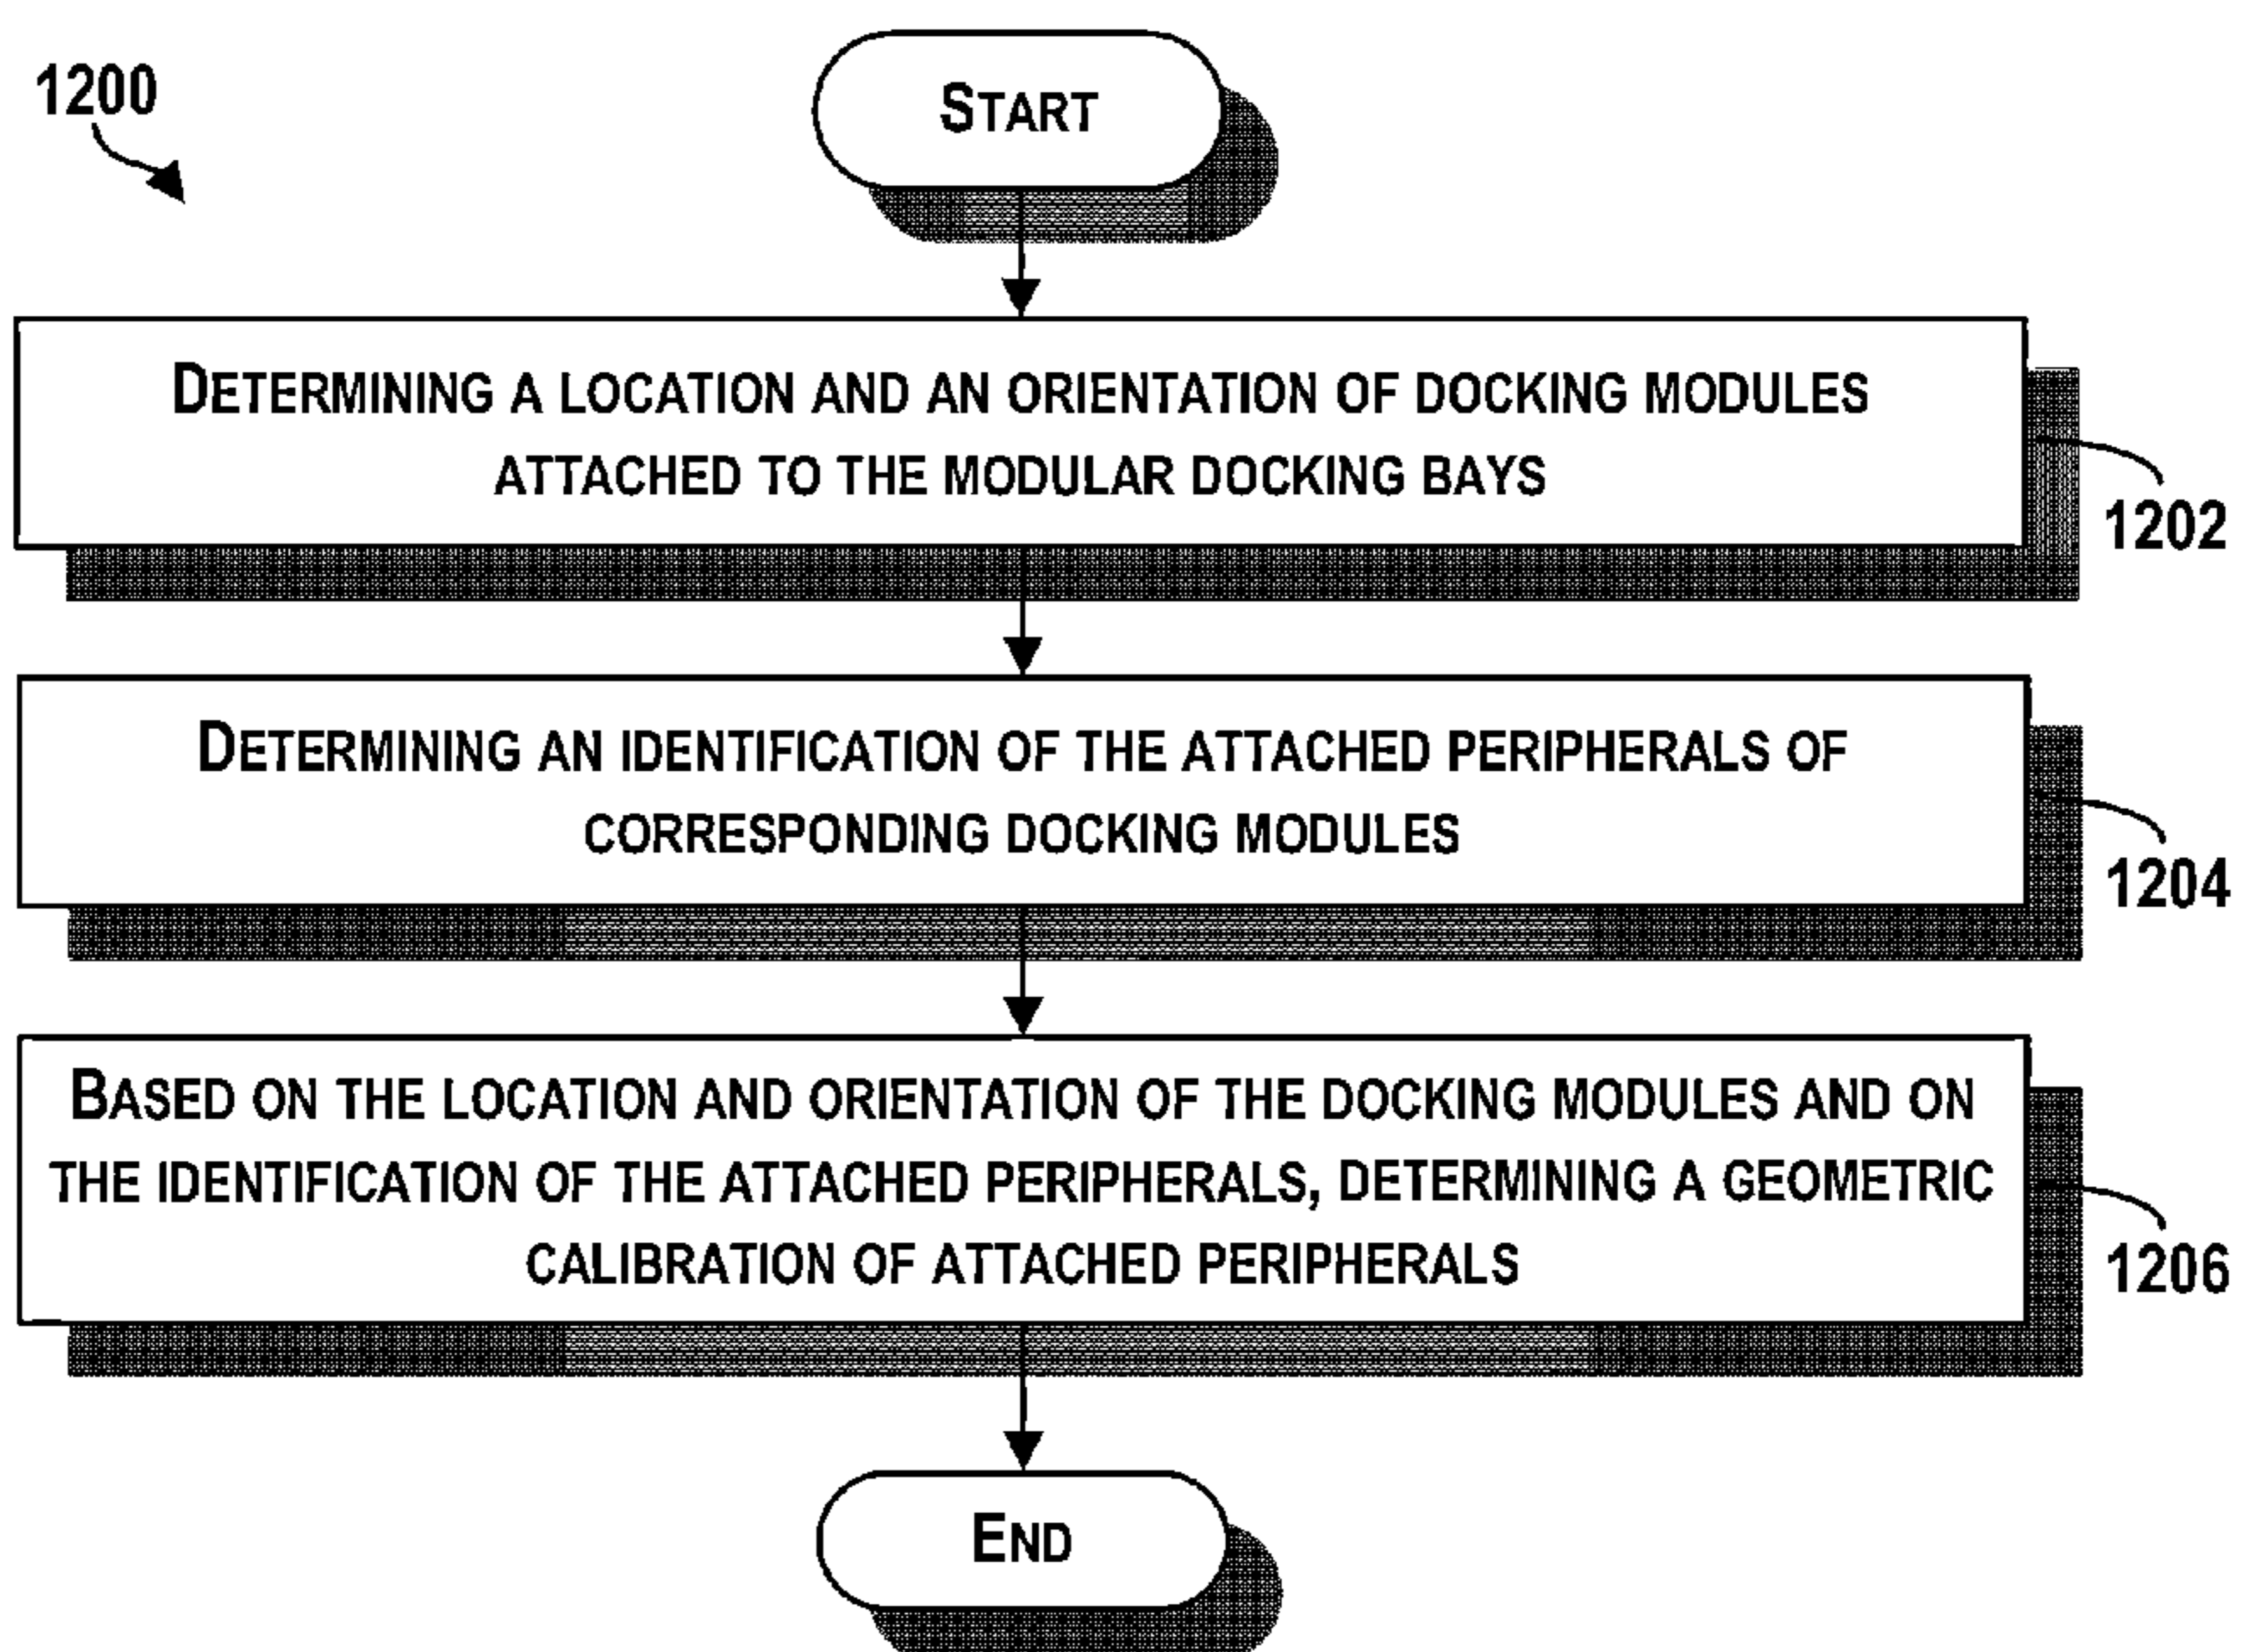 1200
START
DETERMINING A LOCATION AND AN ORIENTATION OF DOCKING MODULES
ATTACHED TO THE MODULAR DOCKING BAYS
1202
DETERMINING AN IDENTIFICATION OF THE ATTACHED PERIPHERALS OF
CORRESPONDING DOCKING MODULES
1204
BASED ON THE LOCATION AND ORIENTATION OF THE DOCKING MODULES AND ON
THE IDENTIFICATION OF THE ATTACHED PERIPHERALS, DETERMINING A GEOMETRIC
CALIBRATION OF ATTACHED PERIPHERALS
1206
END